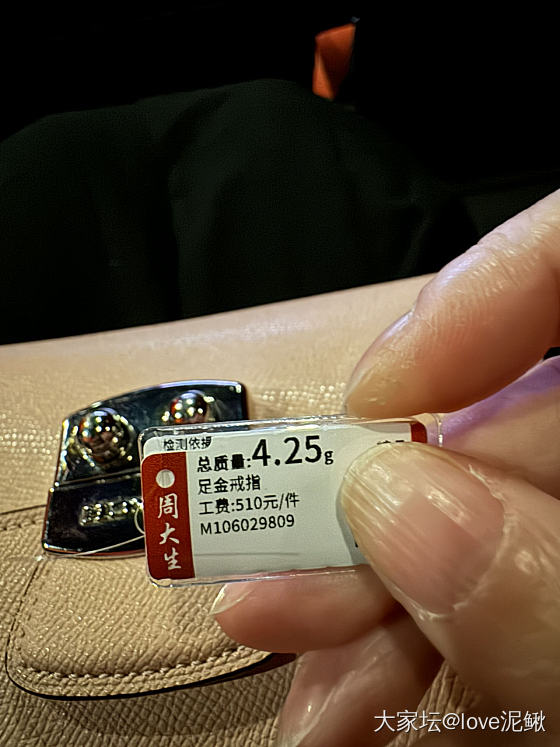 检测依据
总质量:4.25g
足金戒指
工费:510元/件
M106029809
周大生
大家坛@love泥鳅